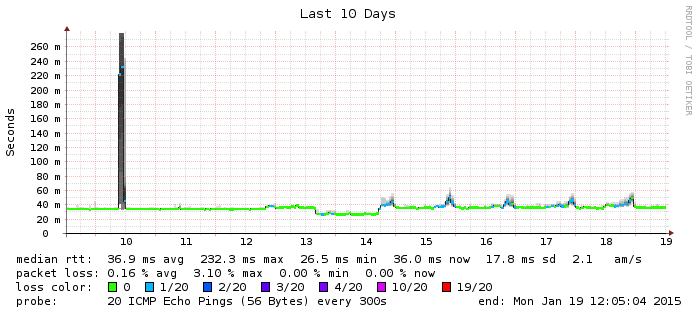 Last 10 Days
RRDTOOL / TOBI OETIKER
Seconds
260 m
240 m
220 m
200 m
180 m
160 m
140 m
120 m
100 m
80 m
60 m
40 m
20 m
0
10 11 12 13 14 15 16 17 18 19
median rtt: 36.9 ms avg 232.3 ms max 26.5 ms min 36.0 ms now 17.8 ms sd 2.1 am/s
packet loss: 0.16 % avg 3.10 % max 0.00 % min 0.00 % now
loss color: 0 1/20 2/20 3/20 4/20 10/20 19/20
probe: 20 ICMP Echo Pings (56 Bytes) every 300s end: Mon Jan 19 12:05:04 2015